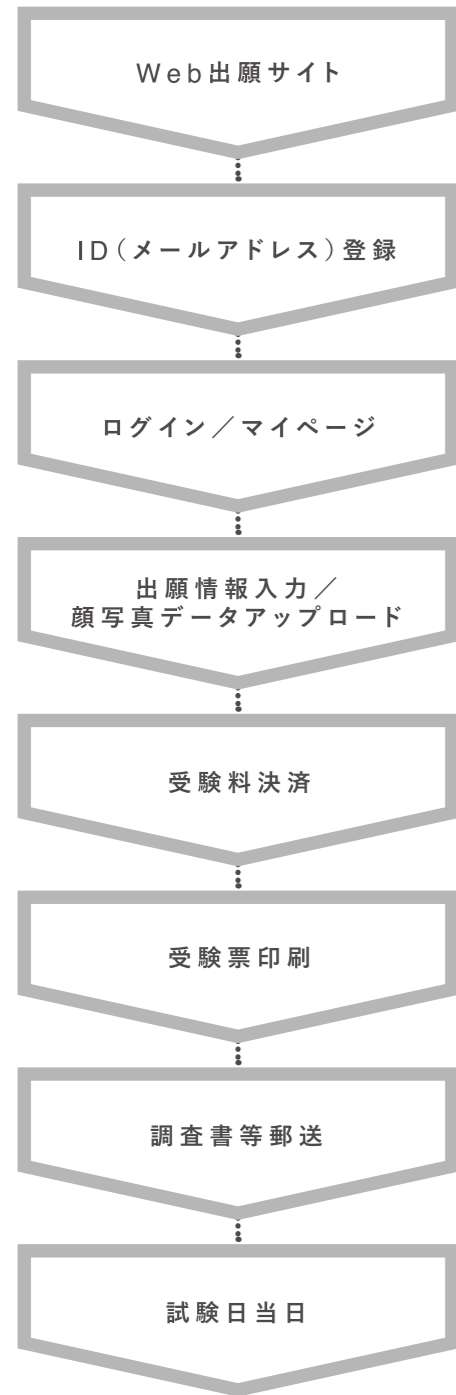 Web出願サイト
ID(メールアドレス)登録
ログイン/マイページ
出願情報入力/
顔写真データアップロード
受験料決済
受験票印刷
調査書等郵送
試験日当日